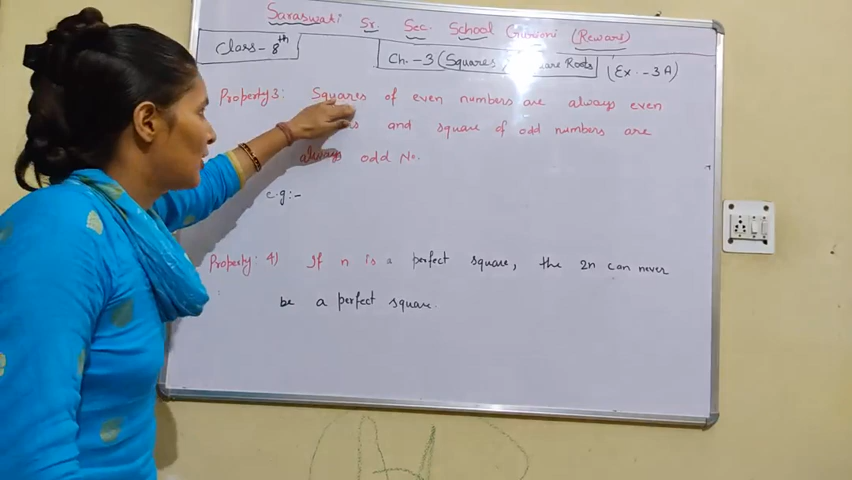 Saraswati Sr. Sec. School Gurioni (Rewari)
Class - 8th
Ch. - 3 (Squares, Square Roots) (Ex. - 3A)
Property 3: Squares of even numbers are always even
and square of odd numbers are
always odd No.
e.g :-
Property: 4) If n is a perfect square, the 2n can never
be a perfect square.